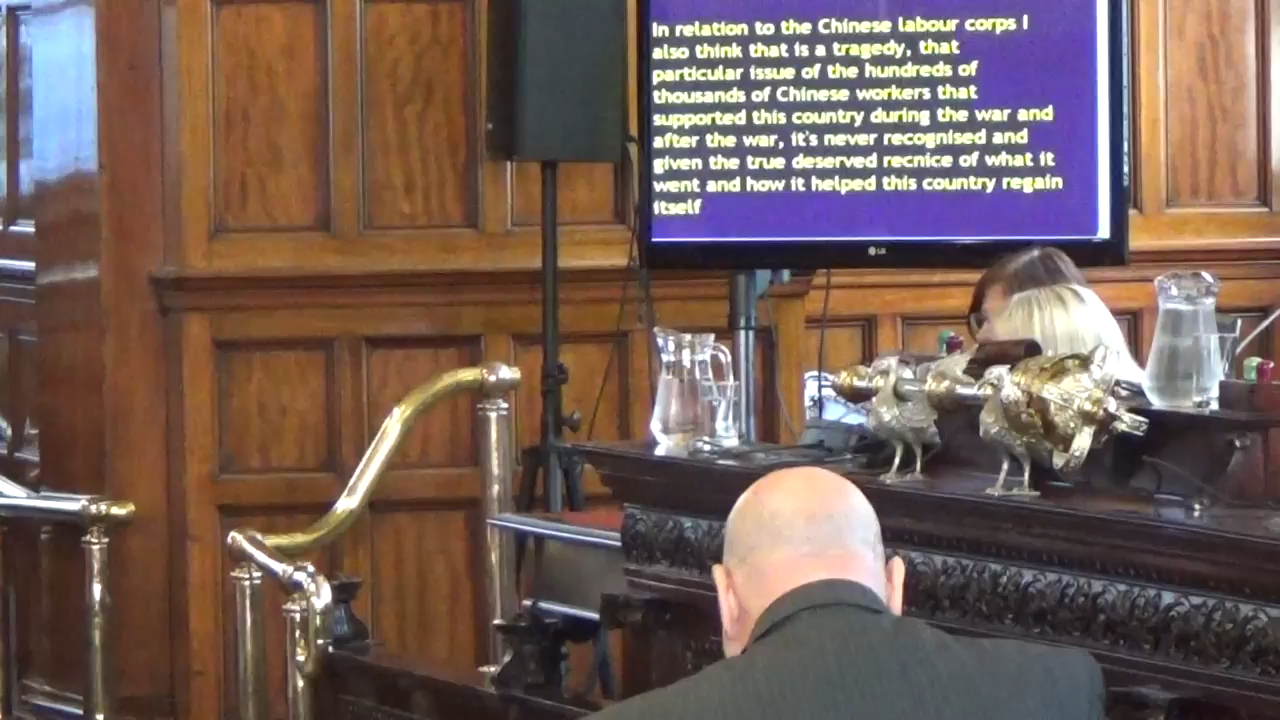 In relation to the Chinese labour corps I
also think that is a tragedy, that
particular issue of the hundreds of
thousands of Chinese workers that
supported this country during the war and
after the war, it's never recognised and
given the true deserved recnice of what it
went and how it helped this country regain
itself
LG